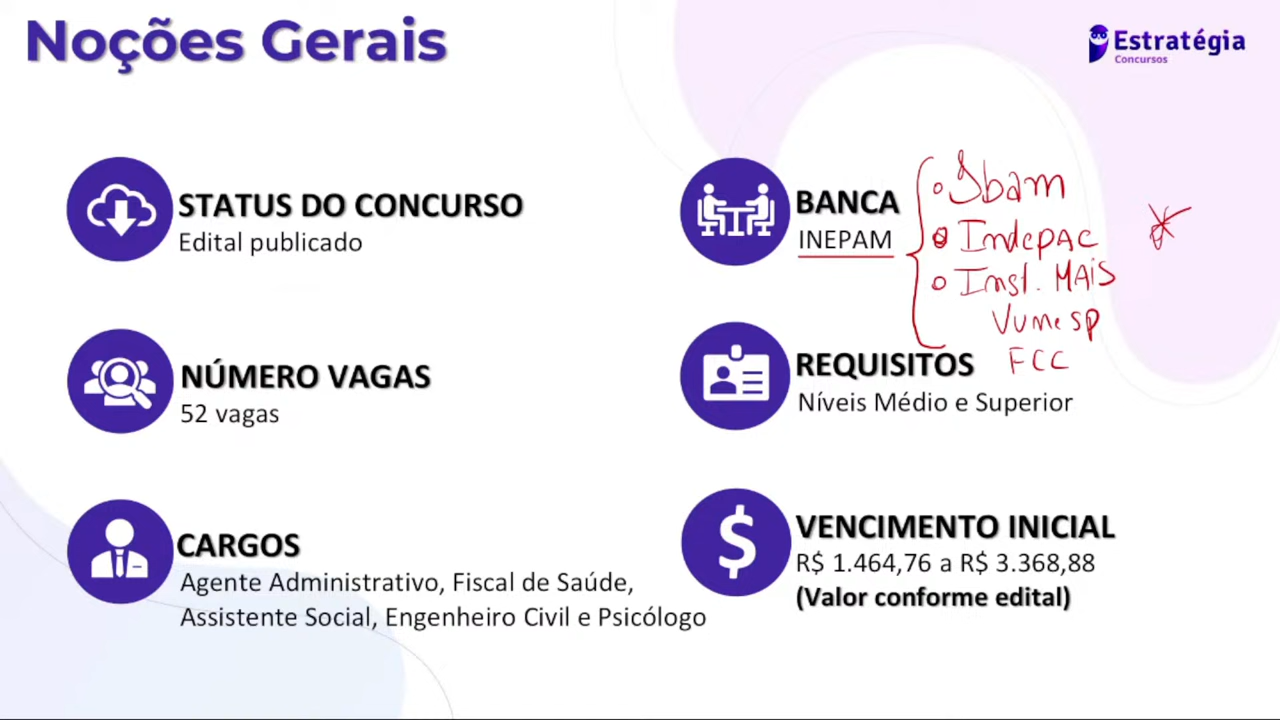 Noções Gerais
Estratégia
Concursos
STATUS DO CONCURSO
Edital publicado
BANCA
INEPAM
Ibam
IndepAC
Inst. MAiS
Vunesp
FCC
NÚMERO VAGAS
52 vagas
REQUISITOS
Níveis Médio e Superior
CARGOS
Agente Administrativo, Fiscal de Saúde,
Assistente Social, Engenheiro Civil e Psicólogo
VENCIMENTO INICIAL
R$ 1.464,76 a R$ 3.368,88
(Valor conforme edital)